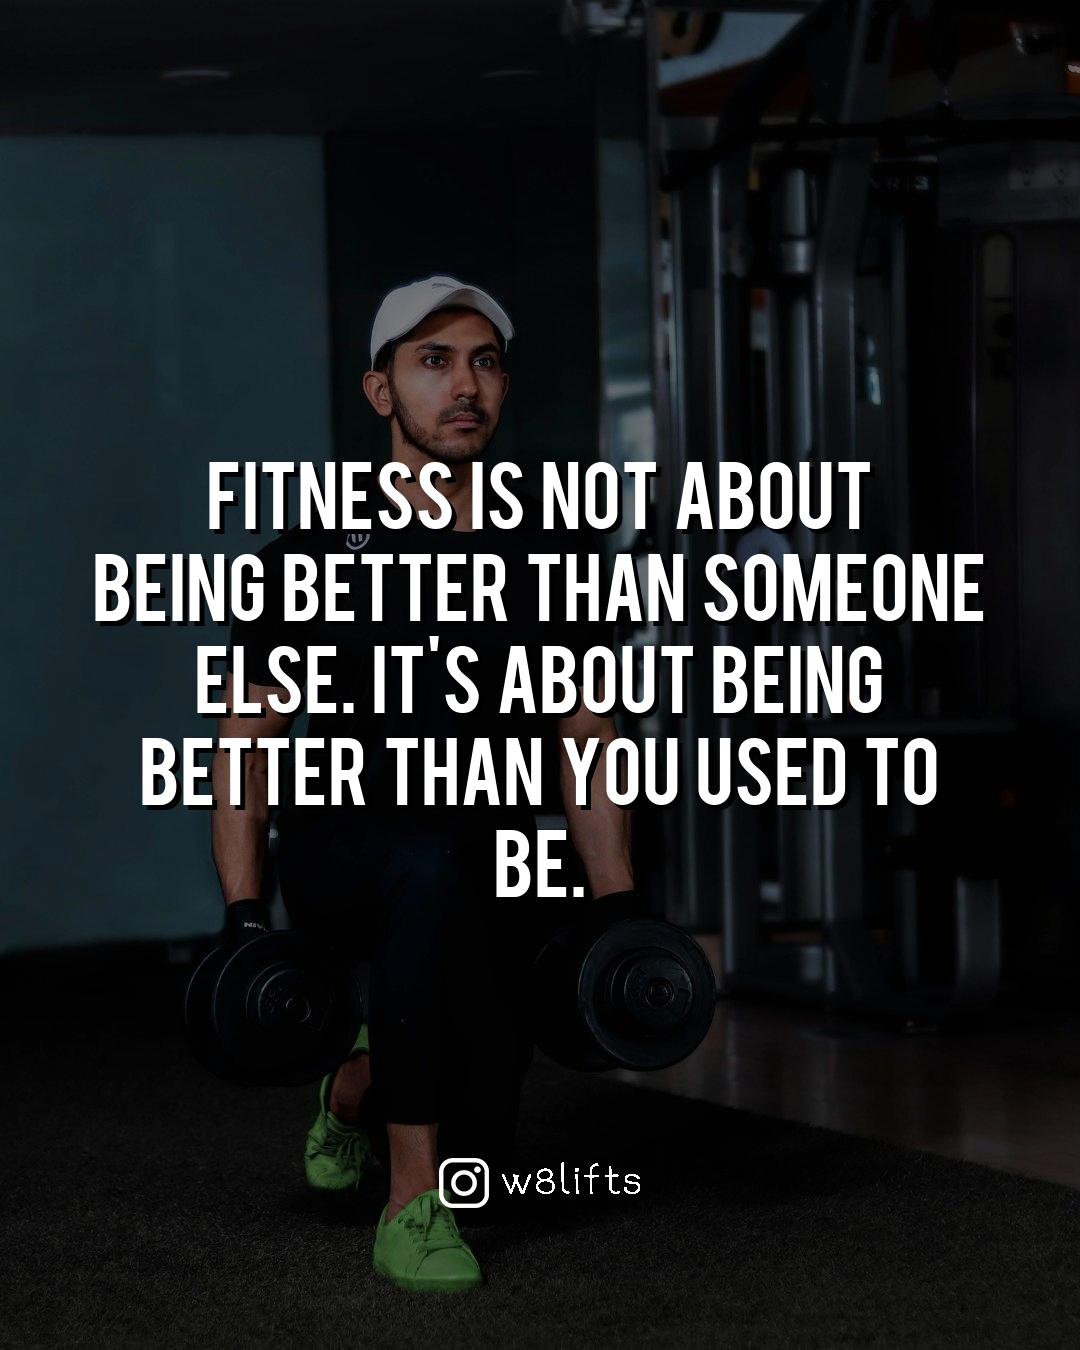 FITNESS IS NOT ABOUT
BEING BETTER THAN SOMEONE
ELSE. IT'S ABOUT BEING
BETTER THAN YOU USED TO
BE.
w8lifts